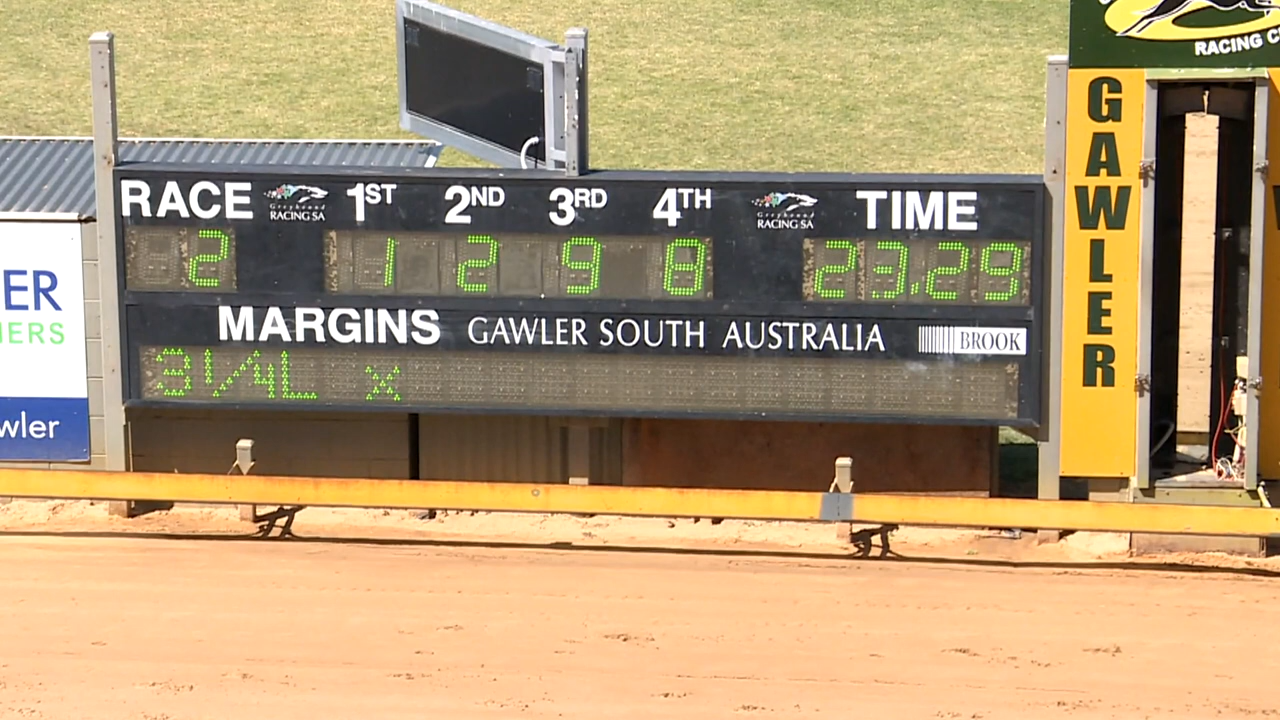 RACING C
GAWLER
RACE Greyhound RACING SA 1ST 2ND 3RD 4TH Greyhound RACING SA TIME
2 1 2 9 8 23.29
MARGINS GAWLER SOUTH AUSTRALIA BROOK
3 1/4L X
ER
ERS
wler